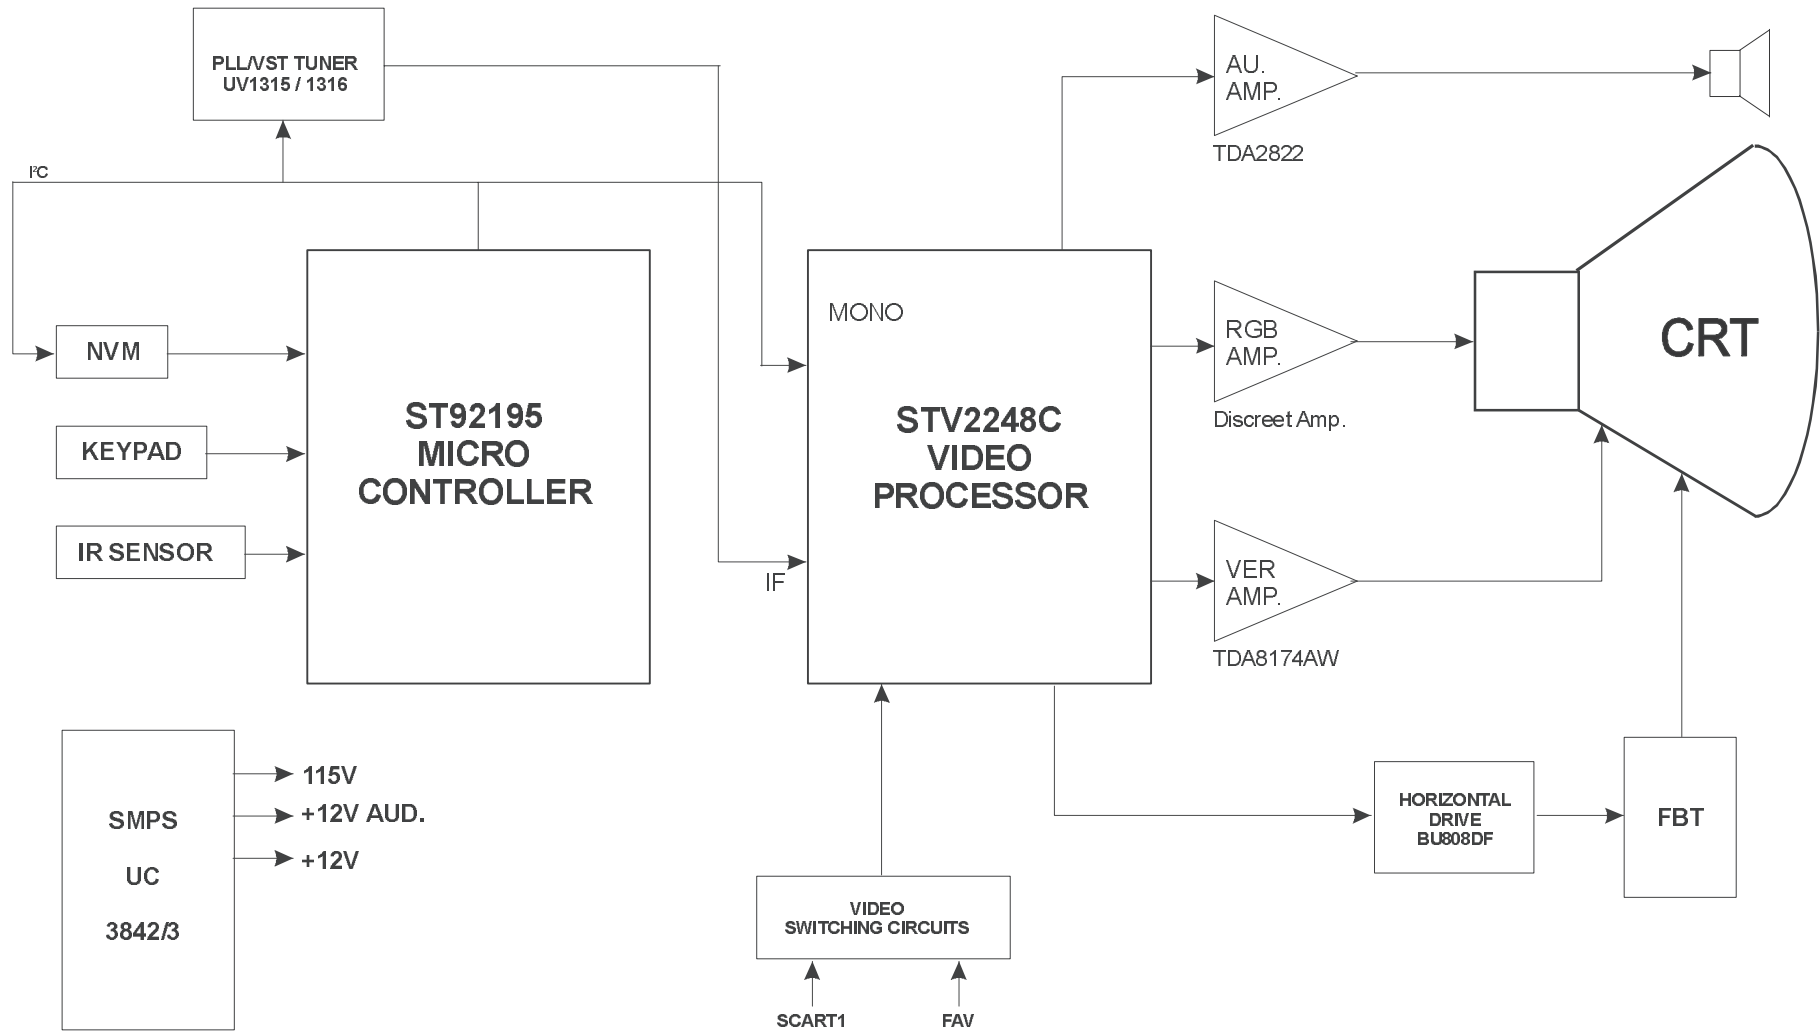 PLL/VST TUNER
UV1315 / 1316
I²C
AU.
AMP.
TDA2822
NVM
KEYPAD
IR SENSOR
ST92195
MICRO
CONTROLLER
MONO
STV2248C
VIDEO
PROCESSOR
IF
RGB
AMP.
Discreet Amp.
CRT
VER
AMP.
TDA8174AW
SMPS
UC
3842/3
115V
+12V AUD.
+12V
VIDEO
SWITCHING CIRCUITS
SCART1
FAV
HORIZONTAL
DRIVE
BU808DF
FBT